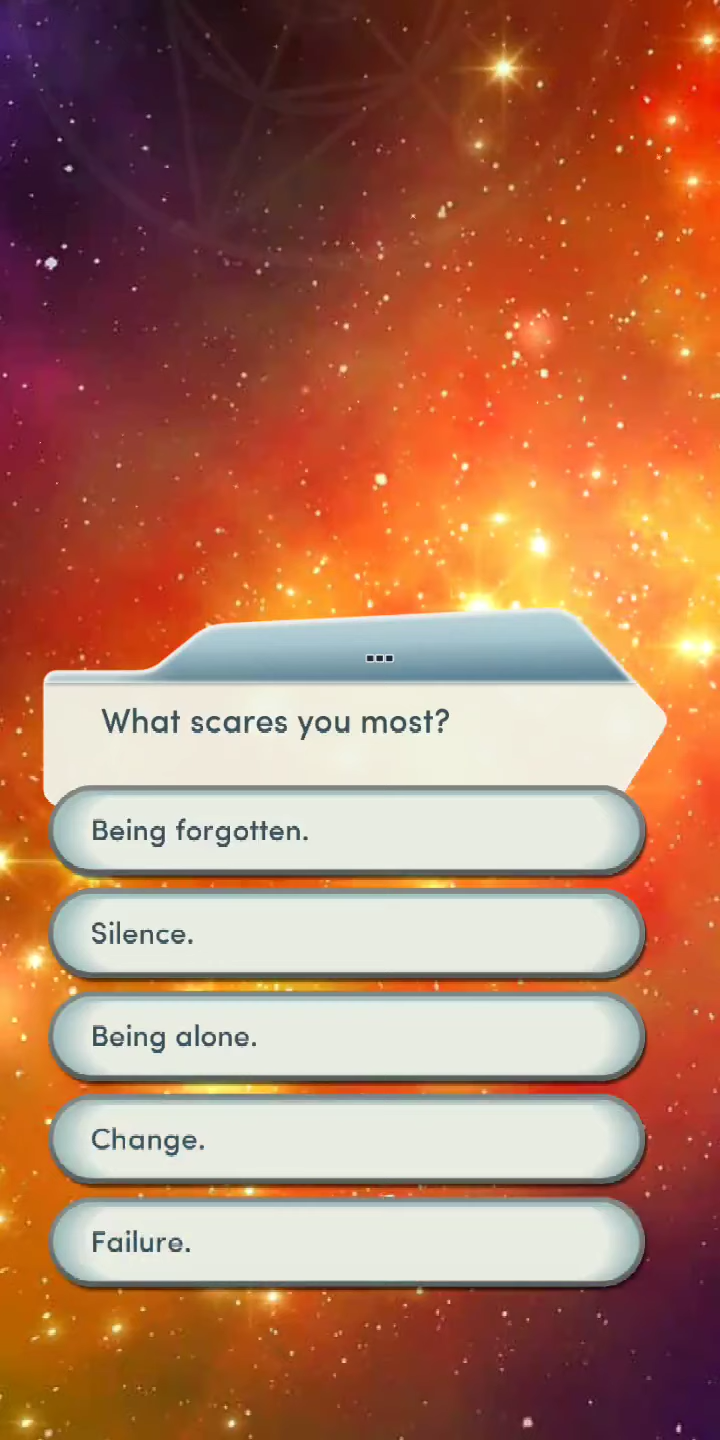 ...
What scares you most?
Being forgotten.
Silence.
Being alone.
Change.
Failure.